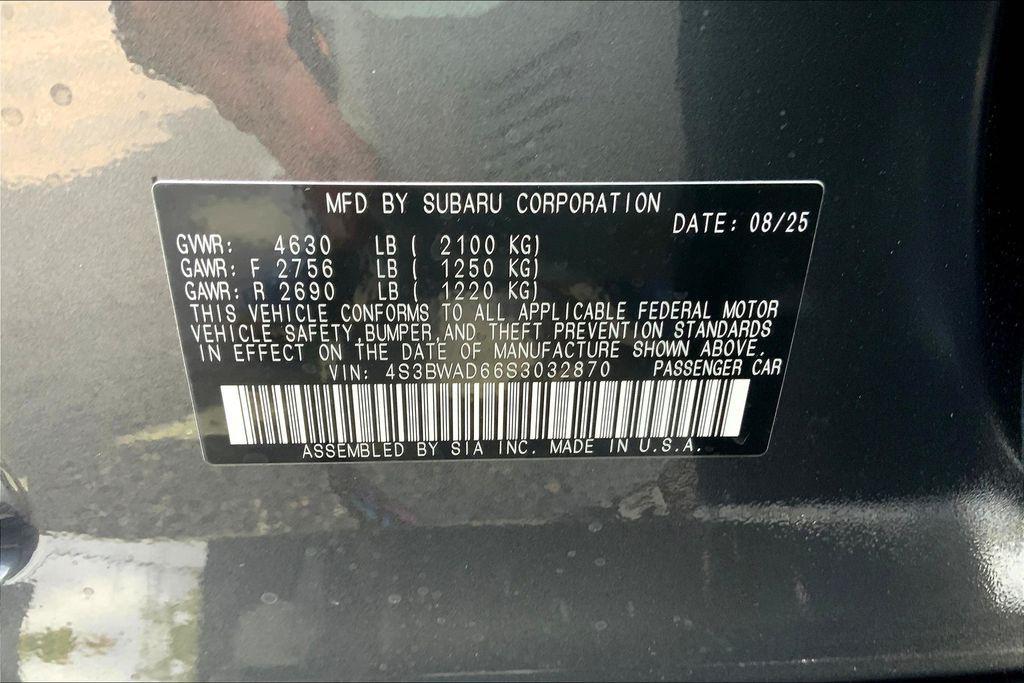 MFD BY SUBARU CORPORATION
DATE: 08/25
GVWR: 4630 LB ( 2100 KG)
GAWR: F 2756 LB ( 1250 KG)
GAWR: R 2690 LB ( 1220 KG)
THIS VEHICLE CONFORMS TO ALL APPLICABLE FEDERAL MOTOR
VEHICLE SAFETY,BUMPER,AND THEFT PREVENTION STANDARDS
IN EFFECT ON THE DATE OF MANUFACTURE SHOWN ABOVE.
VIN: 4S3BWAD66S3032870 PASSENGER CAR
ASSEMBLED BY SIA INC. MADE IN U.S.A.